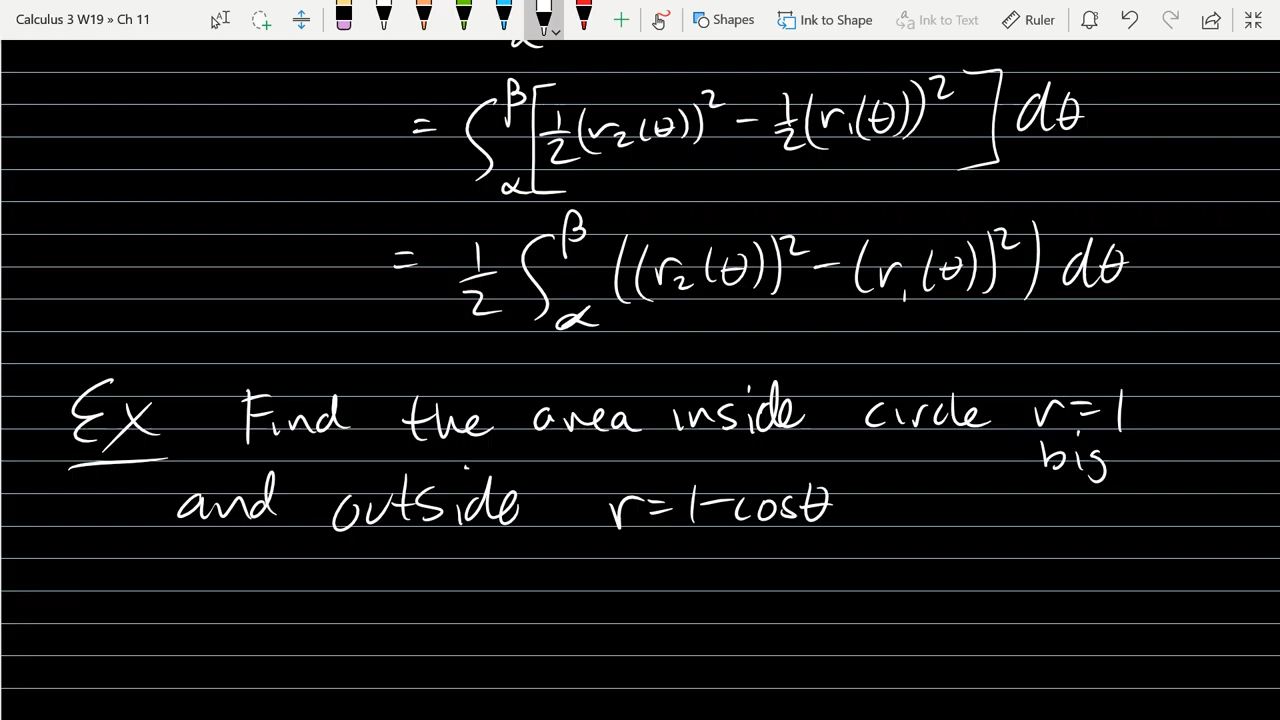 Calculus 3 W19 » Ch 11
Shapes
Ink to Shape
Ink to Text
Ruler
α
= ∫_α^β [½(r₂(θ))² − ½(r₁(θ))²] dθ
= ½ ∫_α^β ((r₂(θ))² − (r₁(θ))²) dθ
Ex Find the area inside circle r=1
big
and outside r=1−cosθ